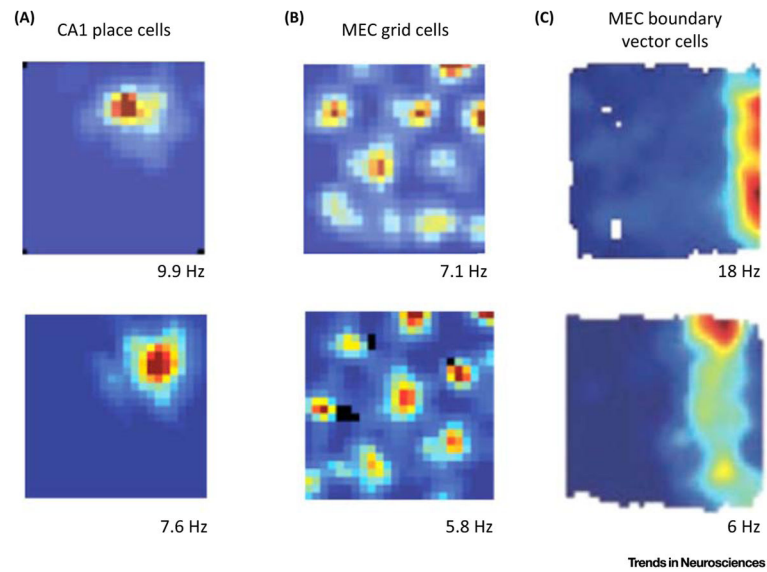 (A)
CA1 place cells
(B)
MEC grid cells
(C)
MEC boundary
vector cells
9.9 Hz
7.1 Hz
18 Hz
7.6 Hz
5.8 Hz
6 Hz
Trends in Neurosciences